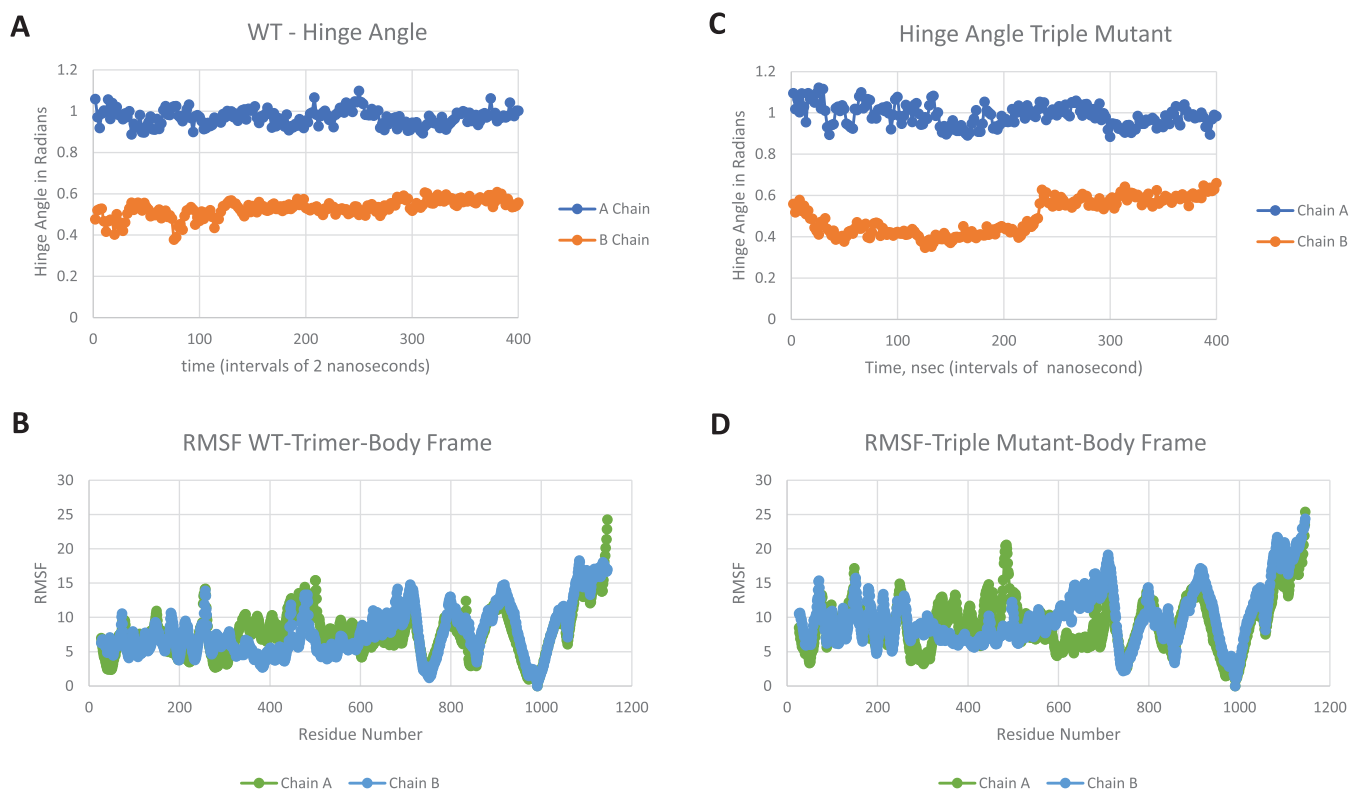 A
WT - Hinge Angle
Hinge Angle in Radians
1.2
1
0.8
0.6
0.4
0.2
0
0 100 200 300 400
time (intervals of 2 nanoseconds)
A Chain
B Chain
C
Hinge Angle Triple Mutant
Hinge Angle in Radians
1.2
1
0.8
0.6
0.4
0.2
0
0 100 200 300 400
Time, nsec (intervals of nanosecond)
Chain A
Chain B
B
RMSF WT-Trimer-Body Frame
RMSF
30
25
20
15
10
5
0
0 200 400 600 800 1000 1200
Residue Number
Chain A Chain B
D
RMSF-Triple Mutant-Body Frame
RMSF
30
25
20
15
10
5
0
0 200 400 600 800 1000 1200
Residue Number
Chain A Chain B